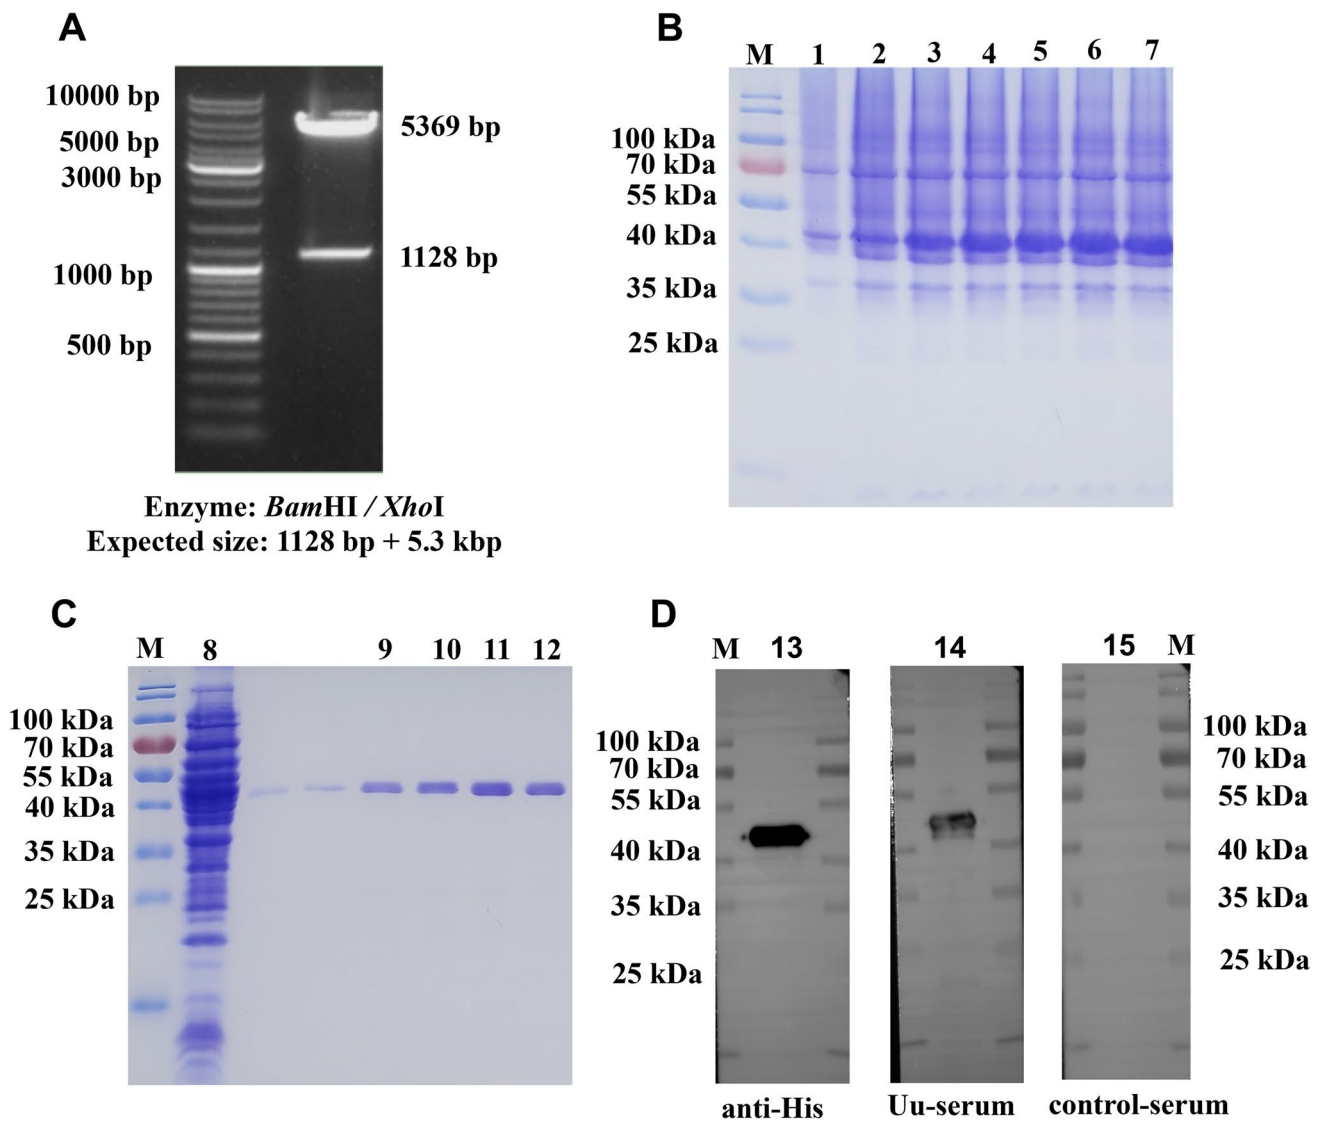 A
10000 bp
5000 bp
3000 bp
1000 bp
500 bp
5369 bp
1128 bp
Enzyme: BamHI / XhoI
Expected size: 1128 bp + 5.3 kbp
B
M 1 2 3 4 5 6 7
100 kDa
70 kDa
55 kDa
40 kDa
35 kDa
25 kDa
C
M 8 9 10 11 12
100 kDa
70 kDa
55 kDa
40 kDa
35 kDa
25 kDa
D
M 13 14 15 M
100 kDa
70 kDa
55 kDa
40 kDa
35 kDa
25 kDa
100 kDa
70 kDa
55 kDa
40 kDa
35 kDa
25 kDa
anti-His Uu-serum control-serum